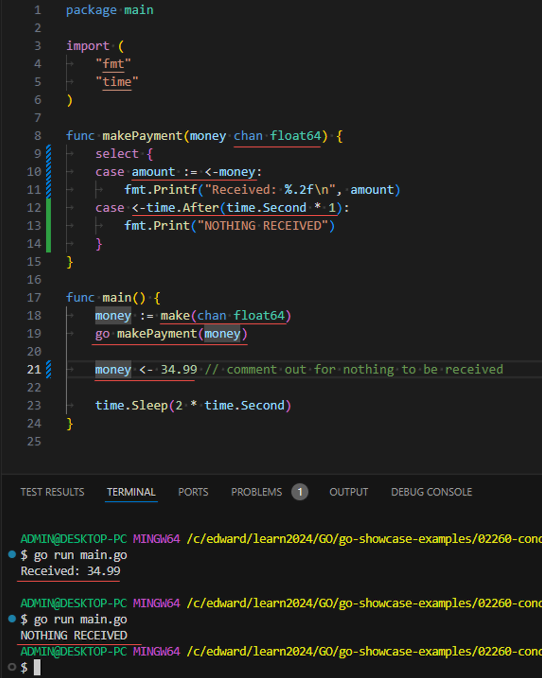 1 package main
2
3 import (
4 "fmt"
5 "time"
6 )
7
8 func makePayment(money chan float64) {
9 select {
10 case amount := <-money:
11 fmt.Printf("Received: %.2f\n", amount)
12 case <-time.After(time.Second * 1):
13 fmt.Print("NOTHING RECEIVED")
14 }
15 }
16
17 func main() {
18 money := make(chan float64)
19 go makePayment(money)
20
21 money <- 34.99 // comment out for nothing to be received
22
23 time.Sleep(2 * time.Second)
24 }
25
TEST RESULTS TERMINAL PORTS PROBLEMS 1 OUTPUT DEBUG CONSOLE
ADMIN@DESKTOP-PC MINGW64 /c/edward/learn2024/GO/go-showcase-examples/02260-conc
$ go run main.go
Received: 34.99
ADMIN@DESKTOP-PC MINGW64 /c/edward/learn2024/GO/go-showcase-examples/02260-conc
$ go run main.go
NOTHING RECEIVED
ADMIN@DESKTOP-PC MINGW64 /c/edward/learn2024/GO/go-showcase-examples/02260-conc
$